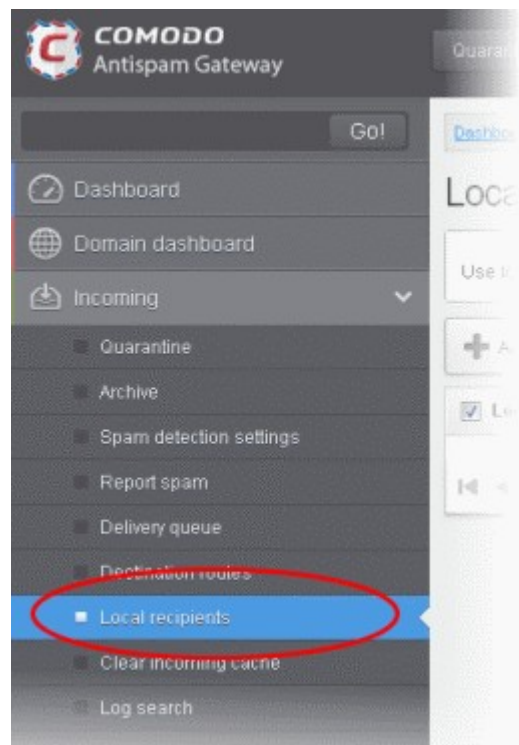 COMODO
Antispam Gateway
Go!
Dashboard
Domain dashboard
Incoming
Quarantine
Archive
Spam detection settings
Report spam
Delivery queue
Destination routes
Local recipients
Clear incoming cache
Log search